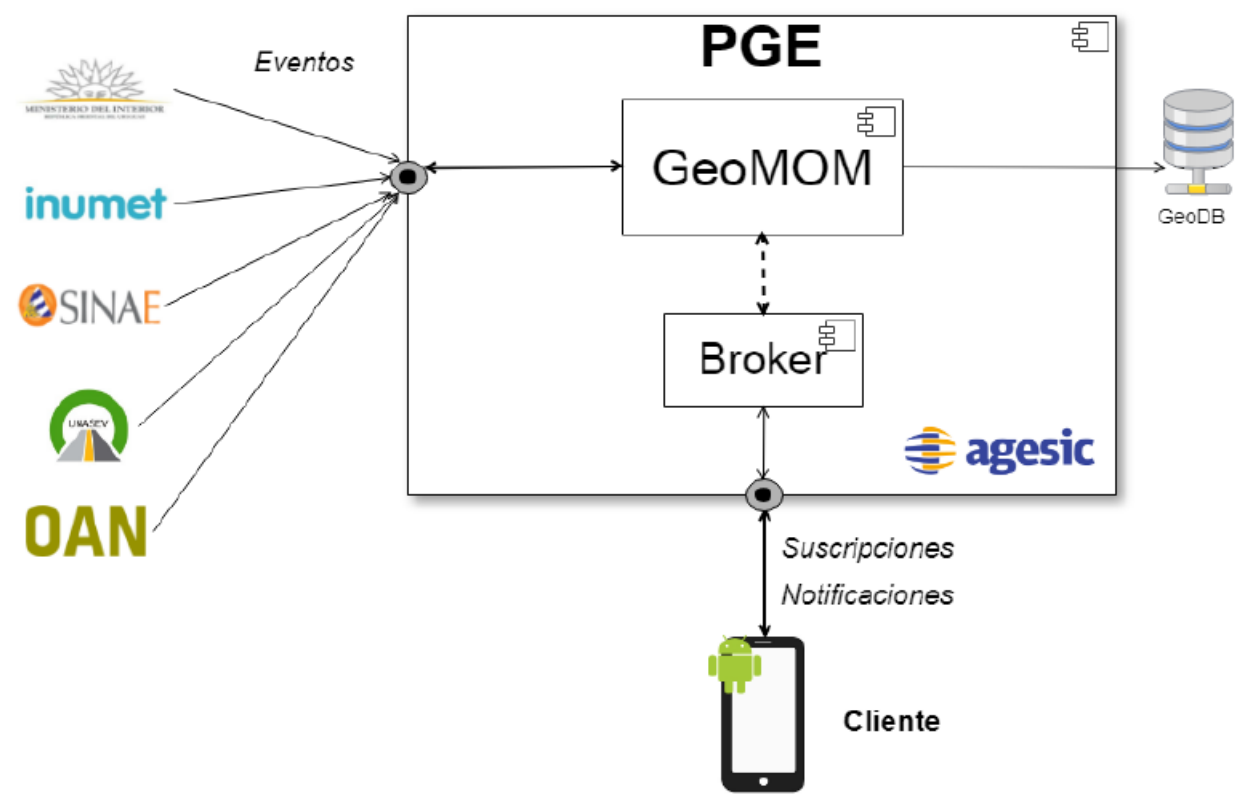 PGE
Eventos
MINISTERIO DEL INTERIOR
GeoMOM
inumet
GeoDB
SINAE
Broker
UNASEV
agesic
OAN
Suscripciones
Notificaciones
Cliente